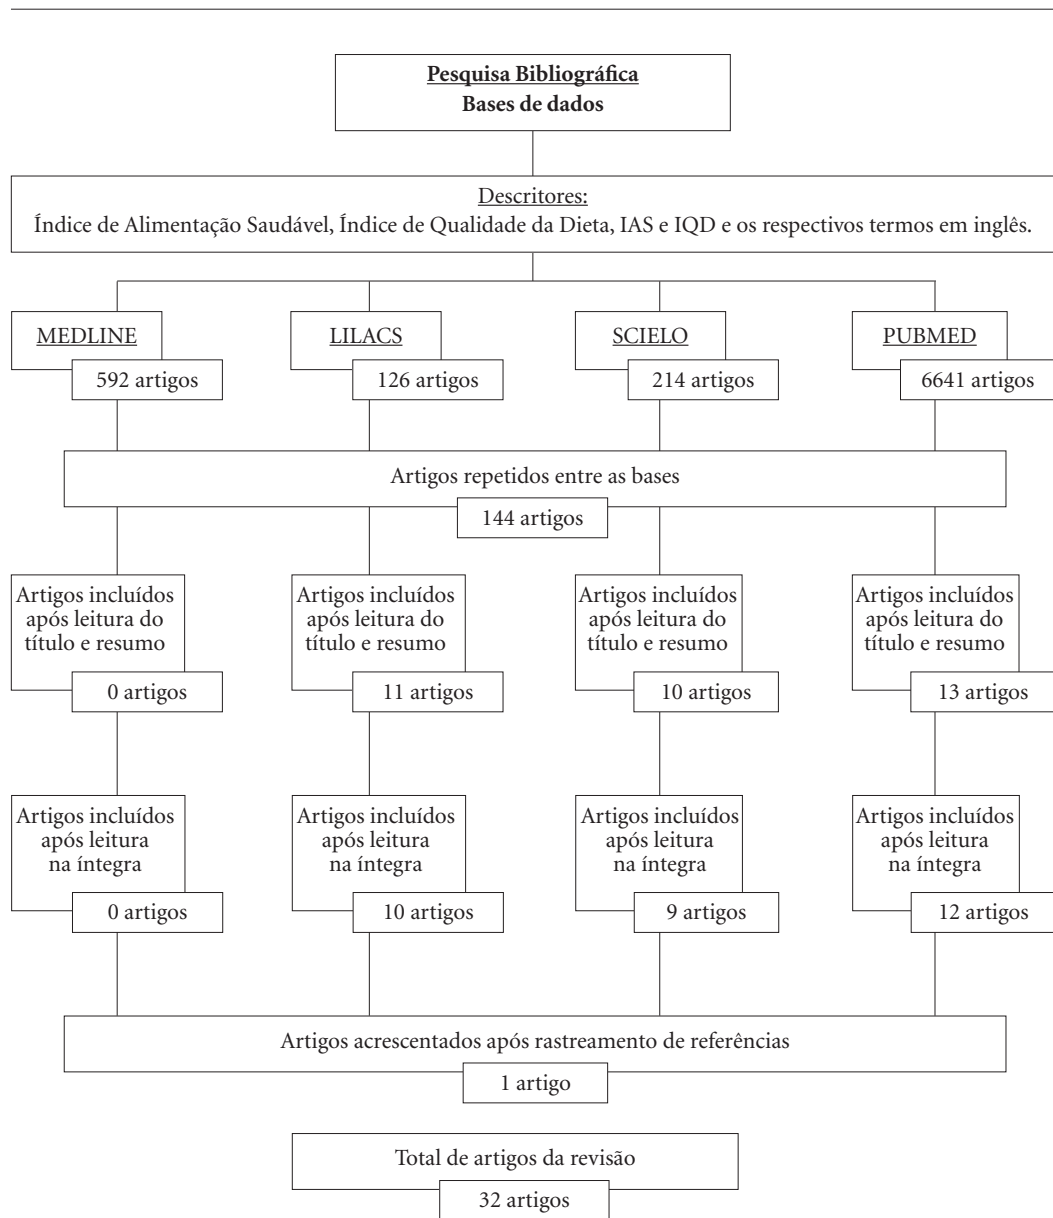 Pesquisa Bibliográfica
Bases de dados
Descritores:
Índice de Alimentação Saudável, Índice de Qualidade da Dieta, IAS e IQD e os respectivos termos em inglês.
MEDLINE
592 artigos
LILACS
126 artigos
SCIELO
214 artigos
PUBMED
6641 artigos
Artigos repetidos entre as bases
144 artigos
Artigos incluídos
após leitura do
título e resumo
0 artigos
Artigos incluídos
após leitura do
título e resumo
11 artigos
Artigos incluídos
após leitura do
título e resumo
10 artigos
Artigos incluídos
após leitura do
título e resumo
13 artigos
Artigos incluídos
após leitura
na íntegra
0 artigos
Artigos incluídos
após leitura
na íntegra
10 artigos
Artigos incluídos
após leitura
na íntegra
9 artigos
Artigos incluídos
após leitura
na íntegra
12 artigos
Artigos acrescentados após rastreamento de referências
1 artigo
Total de artigos da revisão
32 artigos